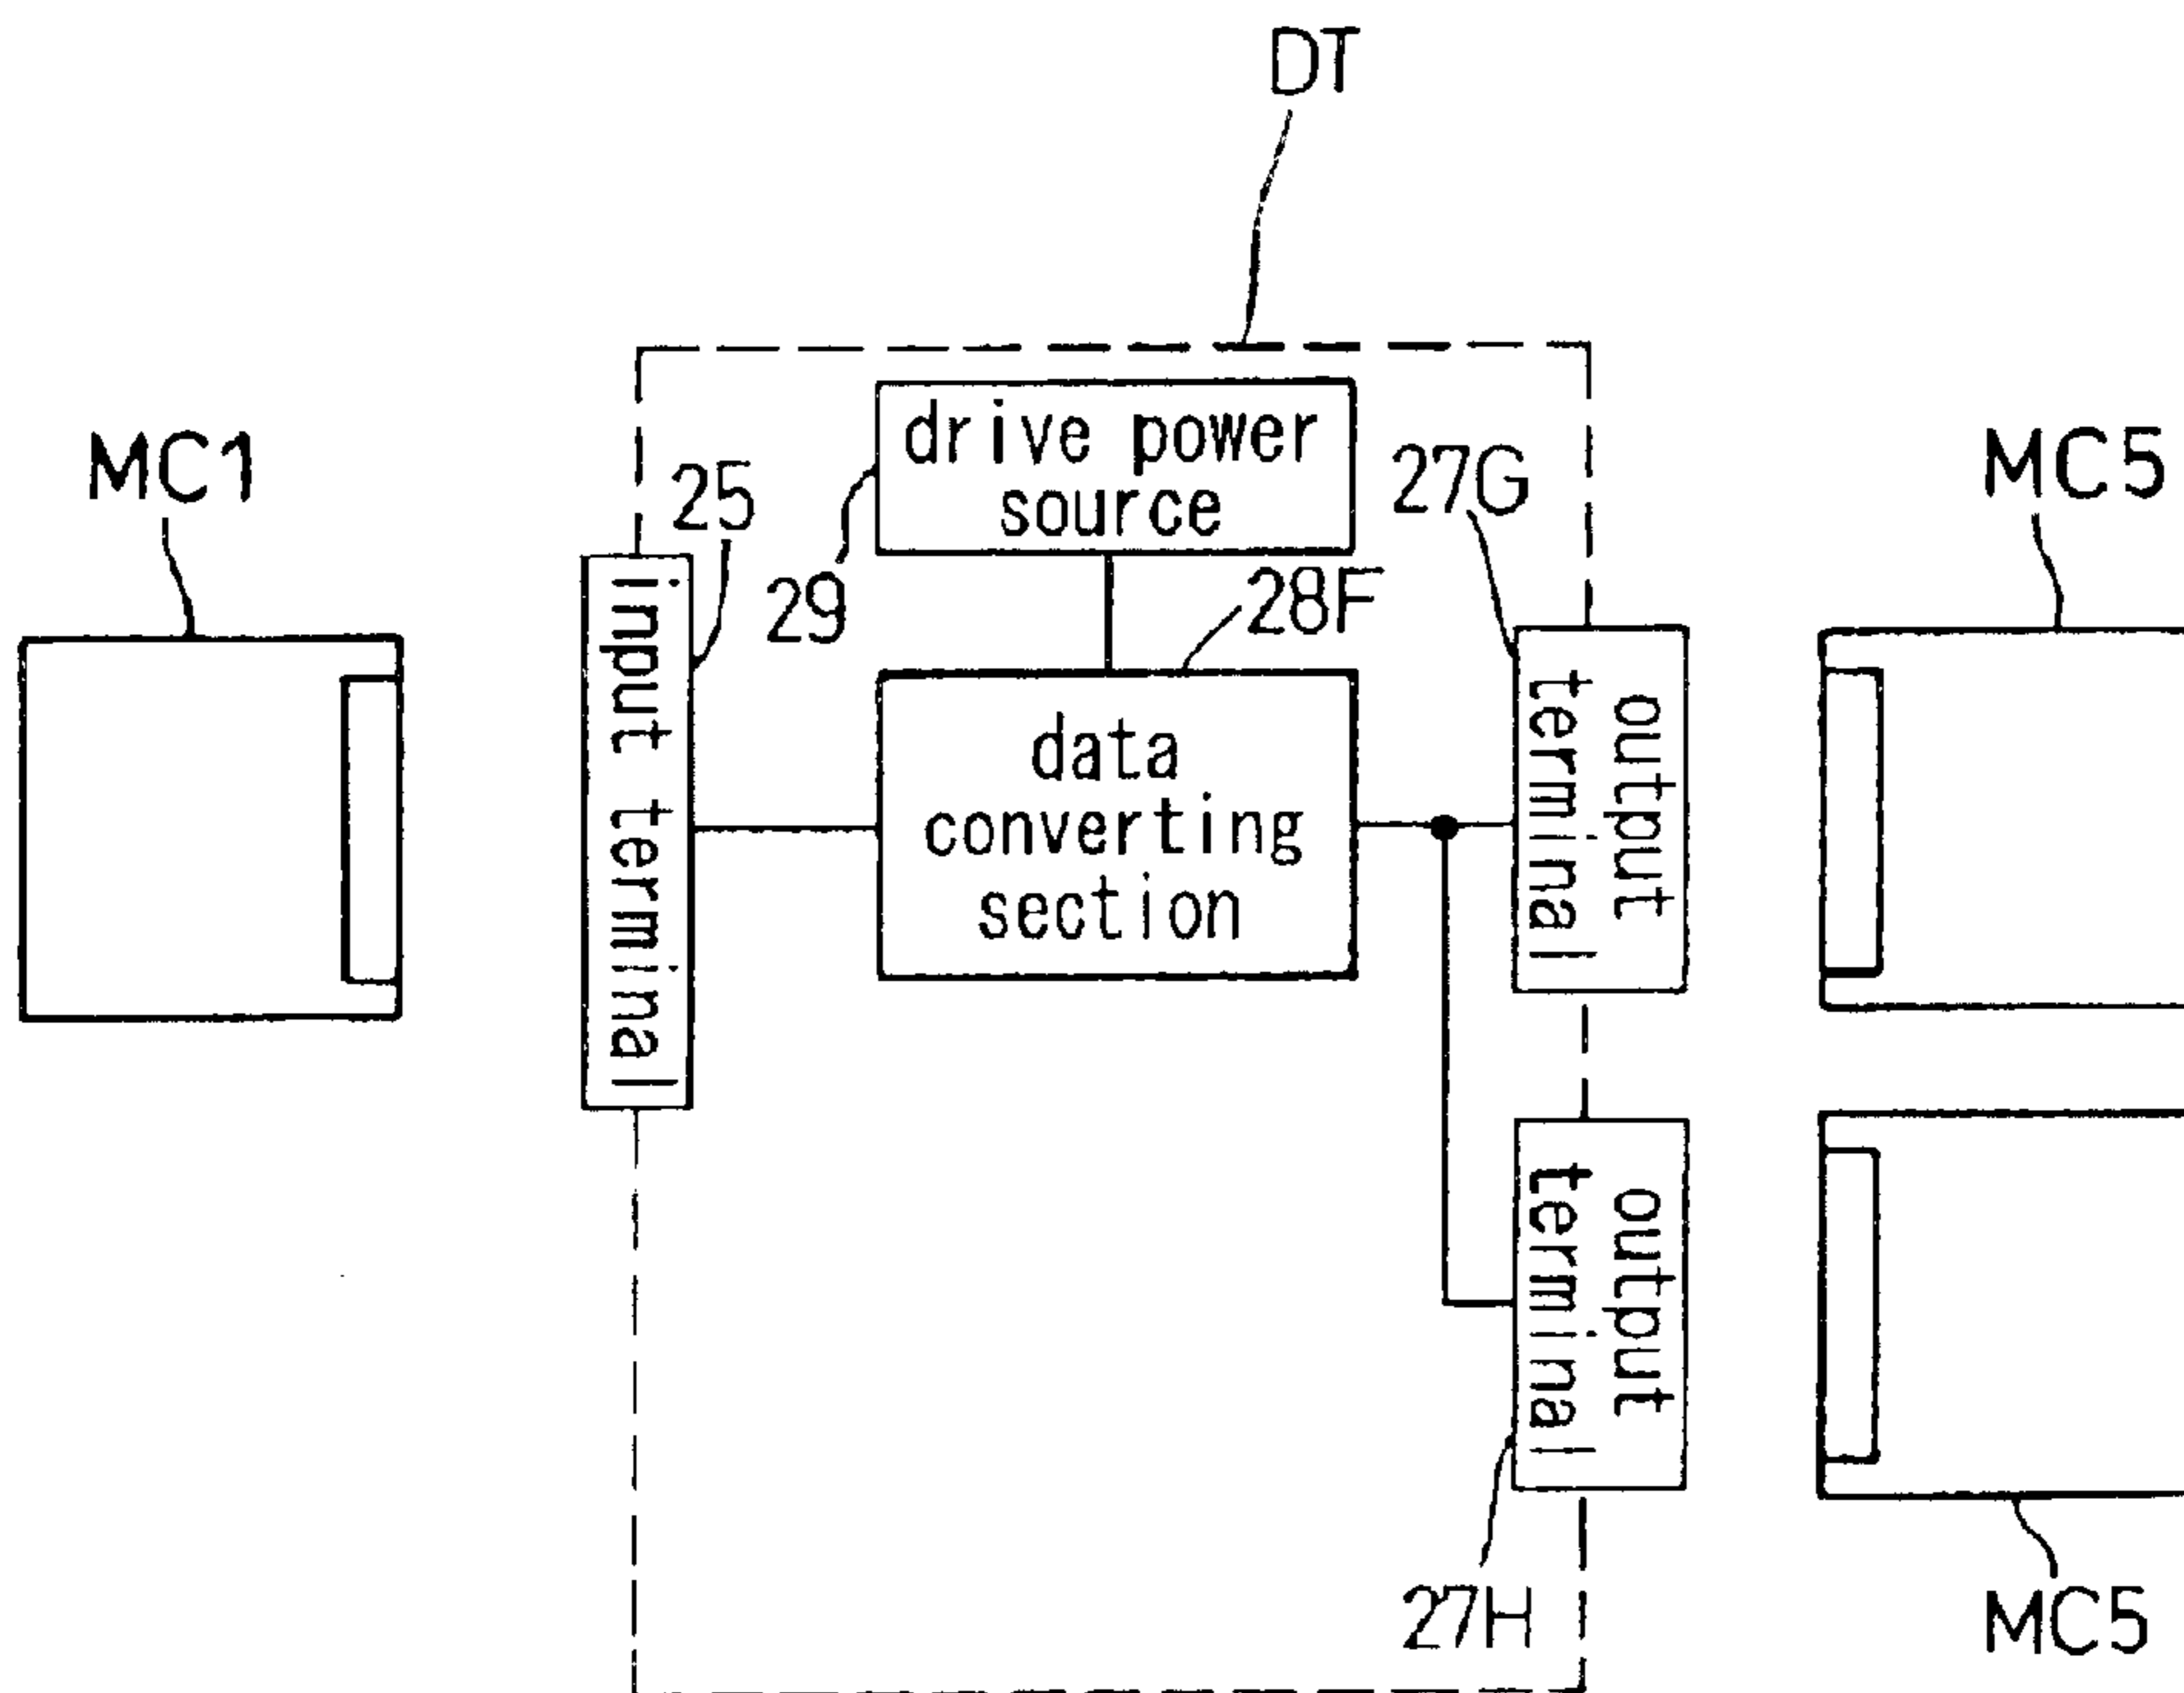 DT
MC1
25
29
drive power
source
28F
27G
MC5
input terminal
data
converting
section
output
terminal
output
terminal
27H
MC5